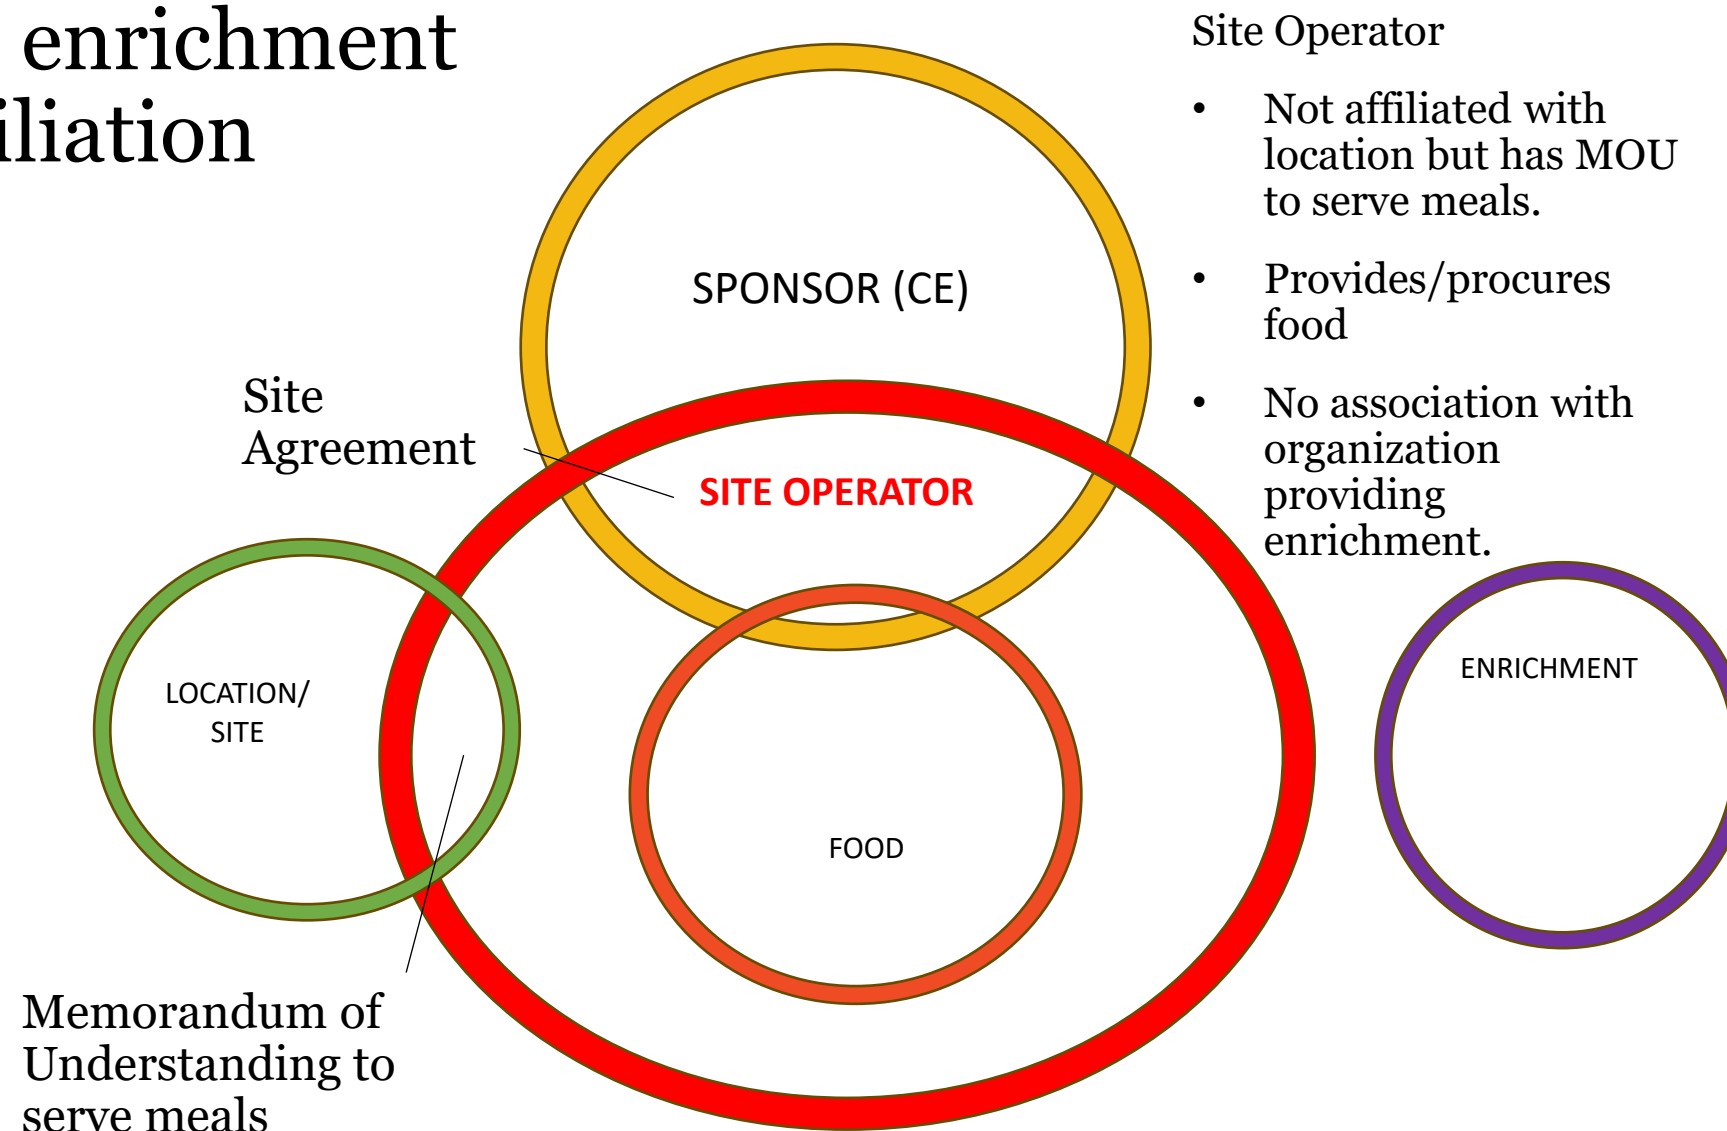 enrichment
iliation
Site Operator
• Not affiliated with
location but has MOU
to serve meals.
• Provides/procures
food
• No association with
organization
providing
enrichment.
SPONSOR (CE)
Site
Agreement
SITE OPERATOR
LOCATION/
SITE
ENRICHMENT
FOOD
Memorandum of
Understanding to
serve meals